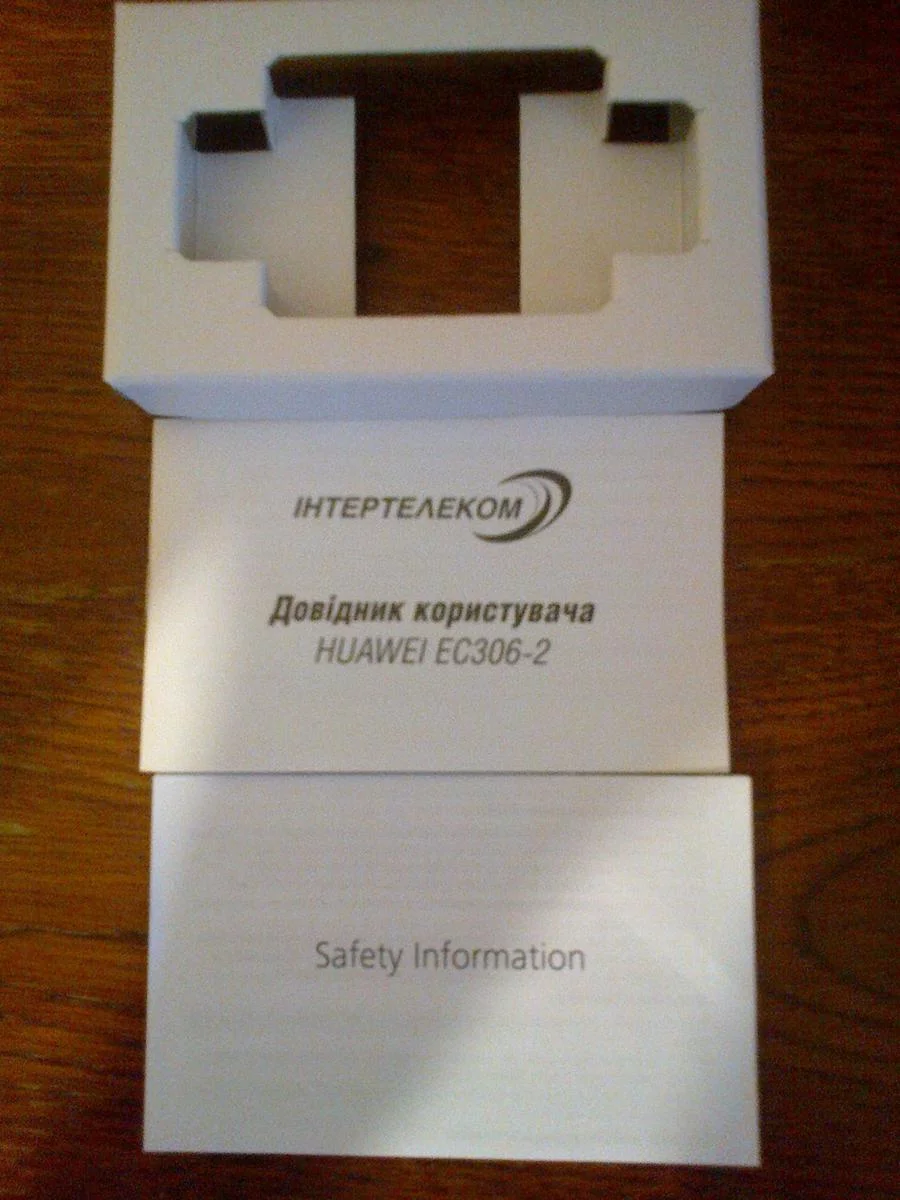 ІНТЕРТЕЛЕКОМ
Довідник користувача
HUAWEI EC306-2
Safety Information